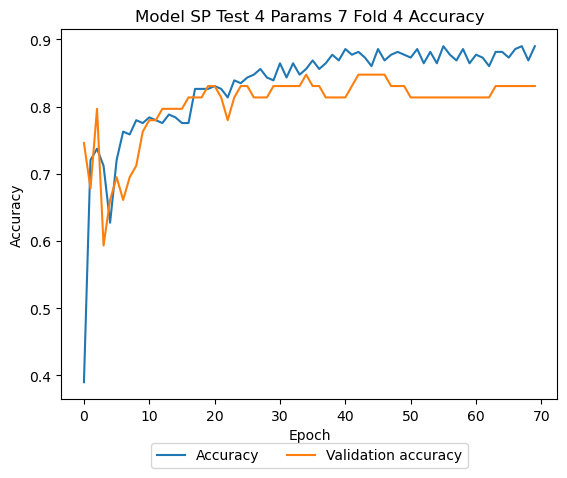 Model SP Test 4 Params 7 Fold 4 Accuracy
0.9
0.8
0.7
0.6
0.5
0.4
Accuracy
0 10 20 30 40 50 60 70
Epoch
Accuracy Validation accuracy